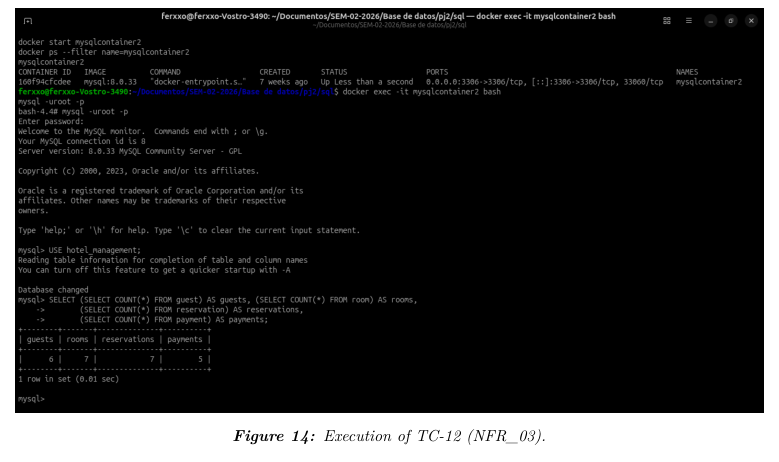 ferxxo@ferxxo-Vostro-3490: ~/Documentos/SEM-02-2026/Base de datos/pj2/sql — docker exec -it mysqlcontainer2 bash
~/Documentos/SEM-02-2026/Base de datos/pj2/sql
docker start mysqlcontainer2
docker ps --filter name=mysqlcontainer2
mysqlcontainer2
CONTAINER ID   IMAGE          COMMAND                  CREATED       STATUS                  PORTS                                                    NAMES
160f94cfcdee   mysql:8.0.33   "docker-entrypoint.s…"   7 weeks ago   Up Less than a second   0.0.0.0:3306->3306/tcp, [::]:3306->3306/tcp, 33060/tcp   mysqlcontainer2
ferxxo@ferxxo-Vostro-3490:~/Documentos/SEM-02-2026/Base de datos/pj2/sql$ docker exec -it mysqlcontainer2 bash
mysql -uroot -p
bash-4.4# mysql -uroot -p
Enter password:
Welcome to the MySQL monitor.  Commands end with ; or \g.
Your MySQL connection id is 8
Server version: 8.0.33 MySQL Community Server - GPL
Copyright (c) 2000, 2023, Oracle and/or its affiliates.
Oracle is a registered trademark of Oracle Corporation and/or its
affiliates. Other names may be trademarks of their respective
owners.
Type 'help;' or '\h' for help. Type '\c' to clear the current input statement.
mysql> USE hotel_management;
Reading table information for completion of table and column names
You can turn off this feature to get a quicker startup with -A
Database changed
mysql> SELECT (SELECT COUNT(*) FROM guest) AS guests, (SELECT COUNT(*) FROM room) AS rooms,
    ->        (SELECT COUNT(*) FROM reservation) AS reservations,
    ->        (SELECT COUNT(*) FROM payment) AS payments;
+--------+-------+--------------+----------+
| guests | rooms | reservations | payments |
+--------+-------+--------------+----------+
|      6 |     7 |            7 |        5 |
+--------+-------+--------------+----------+
1 row in set (0.01 sec)
mysql>
Figure 14: Execution of TC-12 (NFR_03).